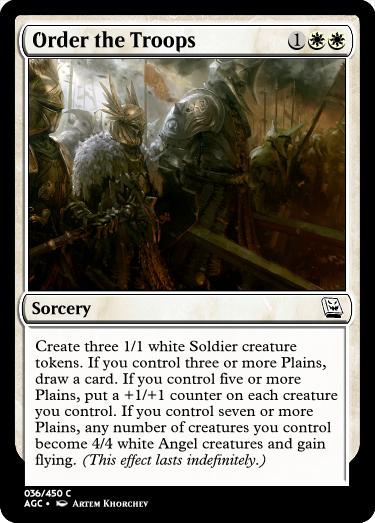 Order the Troops 1
Sorcery
Create three 1/1 white Soldier creature
tokens. If you control three or more Plains,
draw a card. If you control five or more
Plains, put a +1/+1 counter on each creature
you control. If you control seven or more
Plains, any number of creatures you control
become 4/4 white Angel creatures and gain
flying. (This effect lasts indefinitely.)
036/450 C
AGC • Artem Khorchev